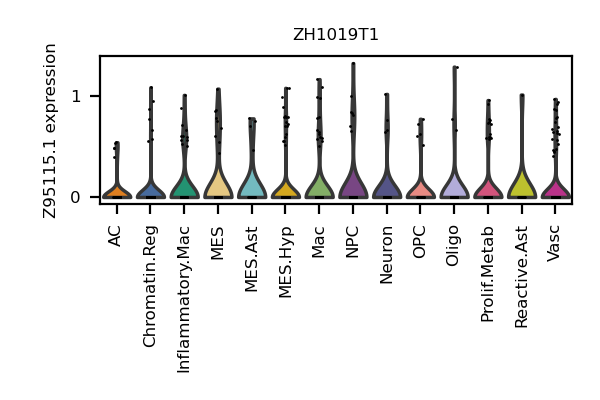 ZH1019T1
Z95115.1 expression
1
0
AC
Chromatin.Reg
Inflammatory.Mac
MES
MES.Ast
MES.Hyp
Mac
NPC
Neuron
OPC
Oligo
Prolif.Metab
Reactive.Ast
Vasc